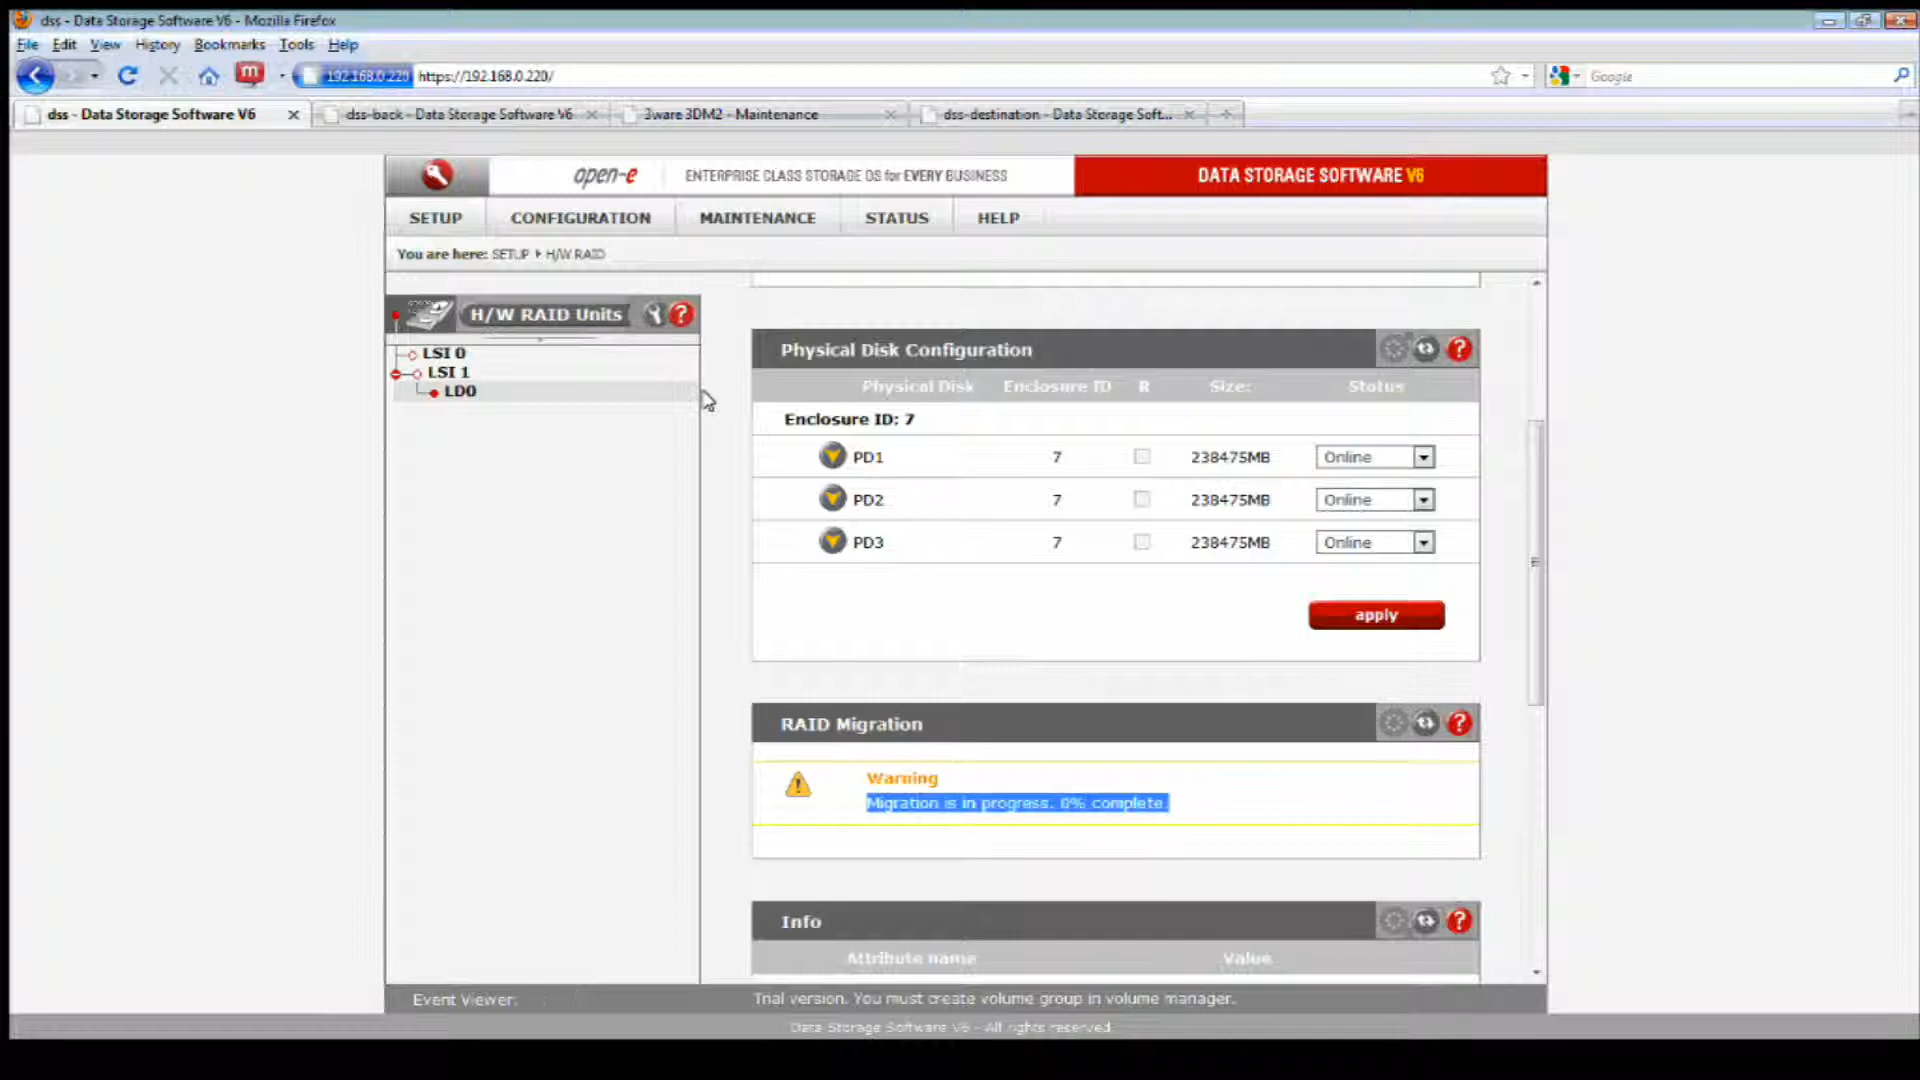 dss - Data Storage Software V6 - Mozilla Firefox
File Edit View History Bookmarks Tools Help
192.168.0.220 https://192.168.0.220/
Google
dss - Data Storage Software V6
dss-back - Data Storage Software V6
3ware 3DM2 - Maintenance
dss-destination - Data Storage Soft...
open-e
ENTERPRISE CLASS STORAGE OS for EVERY BUSINESS
DATA STORAGE SOFTWARE V6
SETUP CONFIGURATION MAINTENANCE STATUS HELP
You are here: SETUP H/W RAID
H/W RAID Units
LSI 0
LSI 1
LD0
Physical Disk Configuration
Physical Disk Enclosure ID R Size: Status
Enclosure ID: 7
PD1 7 238475MB Online
PD2 7 238475MB Online
PD3 7 238475MB Online
apply
RAID Migration
Warning
Migration is in progress. 0% complete.
Info
Attribute name Value
Event Viewer:
Trial version. You must create volume group in volume manager.
Data Storage Software V6 - All rights reserved